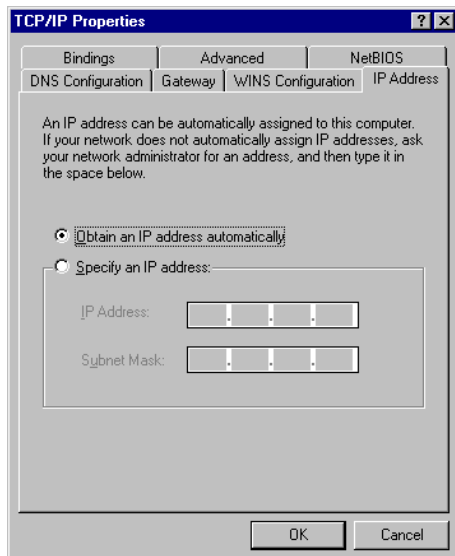 TCP/IP Properties
Bindings Advanced NetBIOS
DNS Configuration Gateway WINS Configuration IP Address
An IP address can be automatically assigned to this computer.
If your network does not automatically assign IP addresses, ask
your network administrator for an address, and then type it in
the space below.
Obtain an IP address automatically
Specify an IP address:
IP Address:
. . .
Subnet Mask:
. . .
OK Cancel